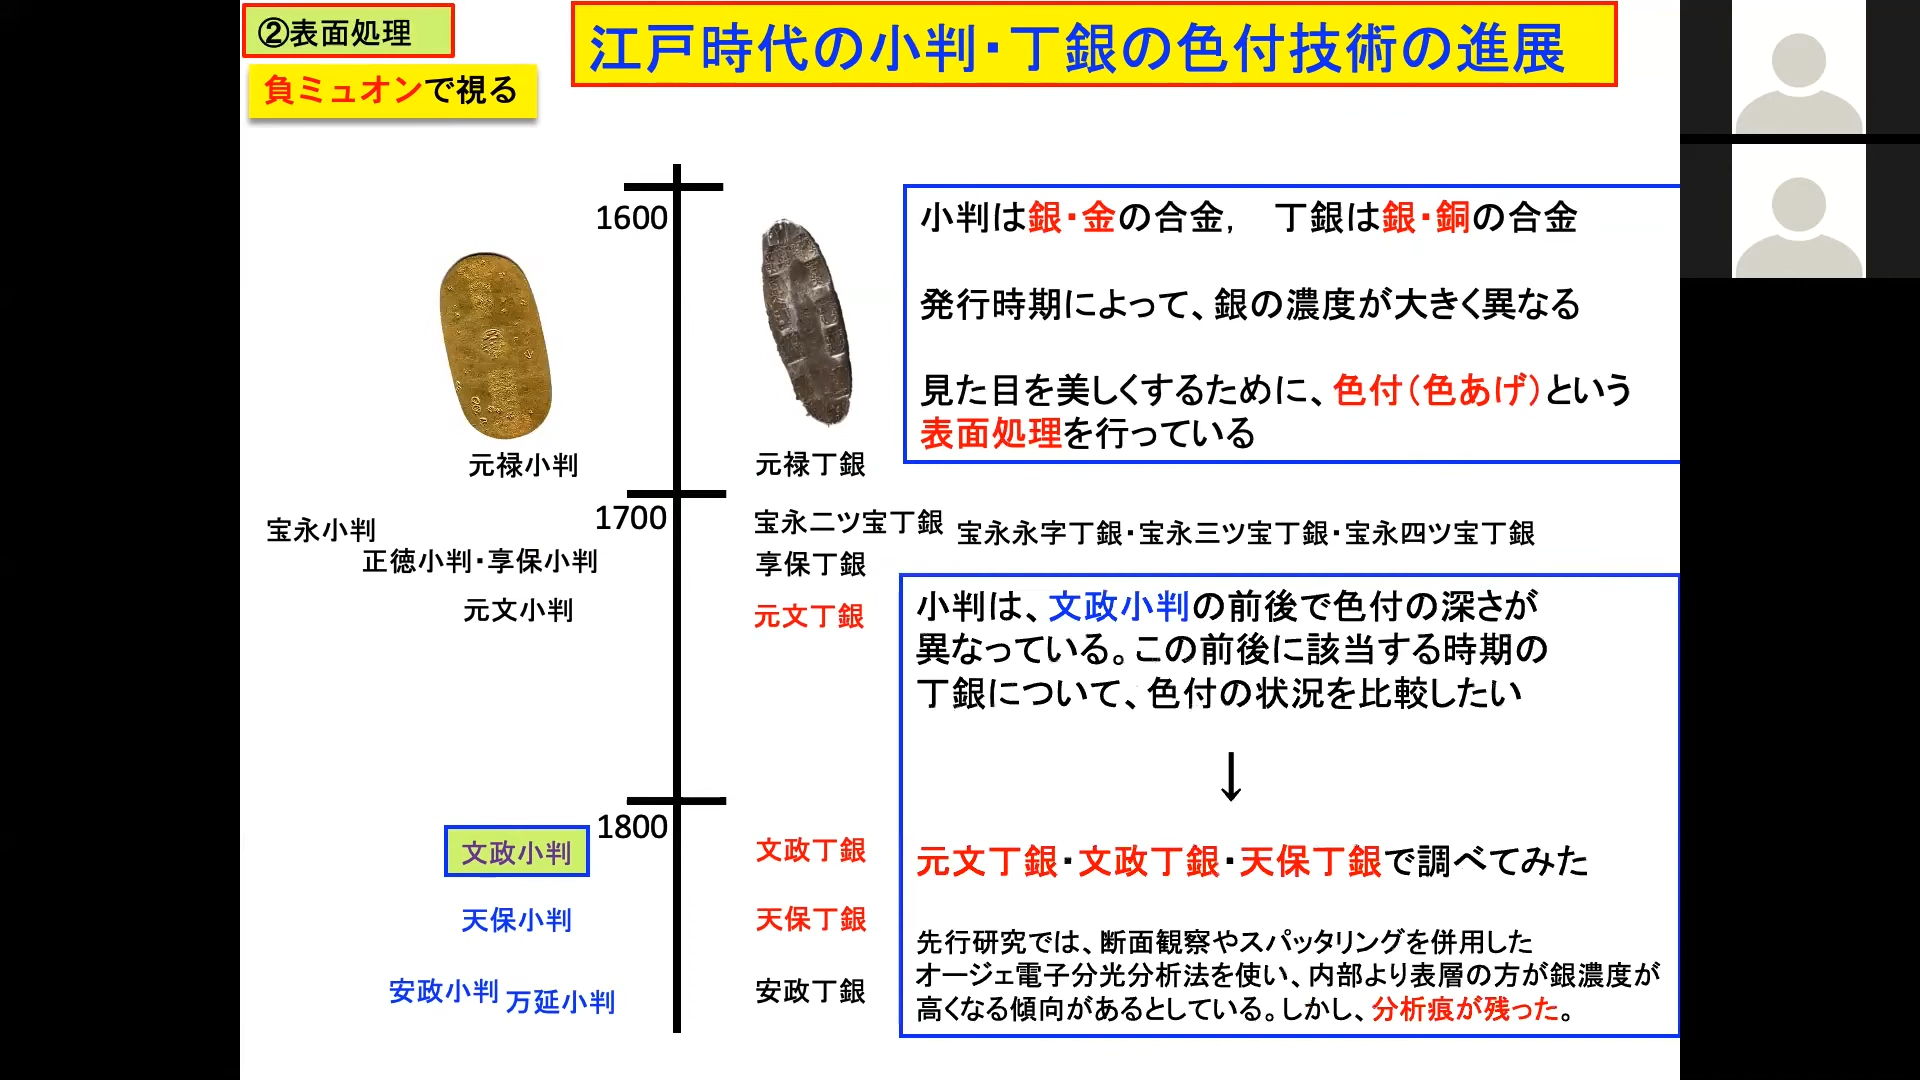 ②表面処理
負ミュオンで視る
江戸時代の小判・丁銀の色付技術の進展
1600
小判は銀・金の合金,　丁銀は銀・銅の合金
発行時期によって、銀の濃度が大きく異なる
見た目を美しくするために、色付（色あげ）という
表面処理を行っている
元禄小判
元禄丁銀
1700
宝永小判
正徳小判・享保小判
元文小判
宝永二ツ宝丁銀
宝永永字丁銀・宝永三ツ宝丁銀・宝永四ツ宝丁銀
享保丁銀
元文丁銀
小判は、文政小判の前後で色付の深さが
異なっている。この前後に該当する時期の
丁銀について、色付の状況を比較したい
↓
元文丁銀・文政丁銀・天保丁銀で調べてみた
先行研究では、断面観察やスパッタリングを併用した
オージェ電子分光分析法を使い、内部より表層の方が銀濃度が
高くなる傾向があるとしている。しかし、分析痕が残った。
1800
文政小判
文政丁銀
天保小判
天保丁銀
安政小判
万延小判
安政丁銀